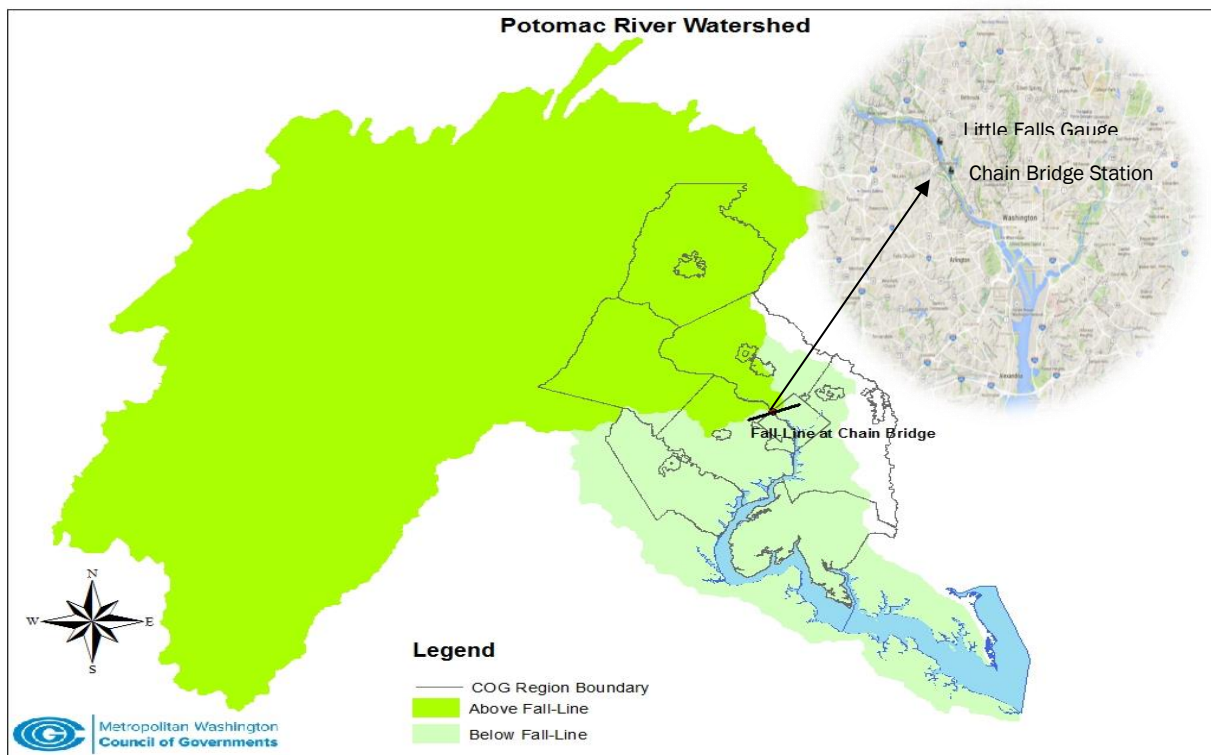 Potomac River Watershed
Little Falls Gauge
Chain Bridge Station
Washington
Arlington
Alexandria
Fall-Line at Chain Bridge
N
W
E
S
Legend
COG Region Boundary
Above Fall-Line
Below Fall-Line
Metropolitan Washington
Council of Governments